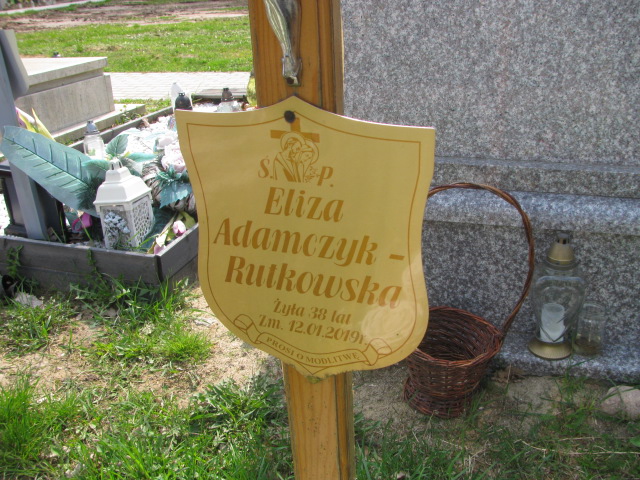 Ś. P.
Eliza
Adamczyk -
Rutkowska
Żyła 38 lat
Zm. 12.01.2019r.
PROSI O MODLITWĘ